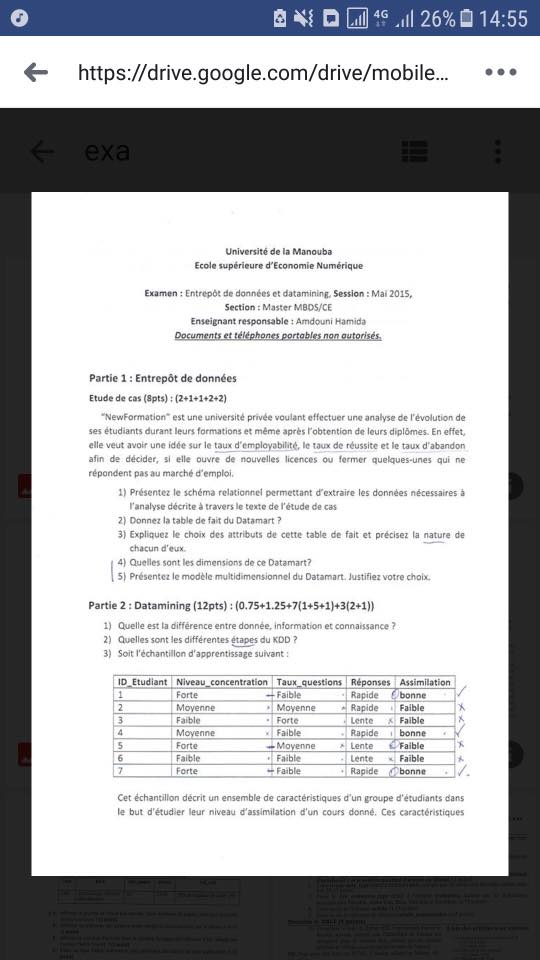 4G 26% 14:55
https://drive.google.com/drive/mobile...
exa
Université de la Manouba
Ecole supérieure d'Economie Numérique
Examen : Entrepôt de données et datamining, Session : Mai 2015,
Section : Master MBDS/CE
Enseignant responsable : Amdouni Hamida
Documents et téléphones portables non autorisés.
Partie 1 : Entrepôt de données
Etude de cas (8pts) : (2+1+1+2+2)
"NewFormation" est une université privée voulant effectuer une analyse de l'évolution de
ses étudiants durant leurs formations et même après l'obtention de leurs diplômes. En effet,
elle veut avoir une idée sur le taux d'employabilité, le taux de réussite et le taux d'abandon
afin de décider, si elle ouvre de nouvelles licences ou fermer quelques-unes qui ne
répondent pas au marché d'emploi.
1) Présentez le schéma relationnel permettant d'extraire les données nécessaires à
l'analyse décrite à travers le texte de l'étude de cas
2) Donnez la table de fait du Datamart ?
3) Expliquez le choix des attributs de cette table de fait et précisez la nature de
chacun d'eux.
4) Quelles sont les dimensions de ce Datamart?
5) Présentez le modèle multidimensionnel du Datamart. Justifiez votre choix.
Partie 2 : Datamining (12pts) : (0.75+1.25+7(1+5+1)+3(2+1))
1) Quelle est la différence entre donnée, information et connaissance ?
2) Quelles sont les différentes étapes du KDD ?
3) Soit l'échantillon d'apprentissage suivant :
ID_Etudiant Niveau_concentration Taux_questions Réponses Assimilation
1 Forte Faible Rapide bonne
2 Moyenne Moyenne Rapide Faible
3 Faible Forte Lente Faible
4 Moyenne Faible Rapide bonne
5 Forte Moyenne Lente Faible
6 Faible Faible Lente Faible
7 Forte Faible Rapide bonne
Cet échantillon décrit un ensemble de caractéristiques d'un groupe d'étudiants dans
le but d'étudier leur niveau d'assimilation d'un cours donné. Ces caractéristiques